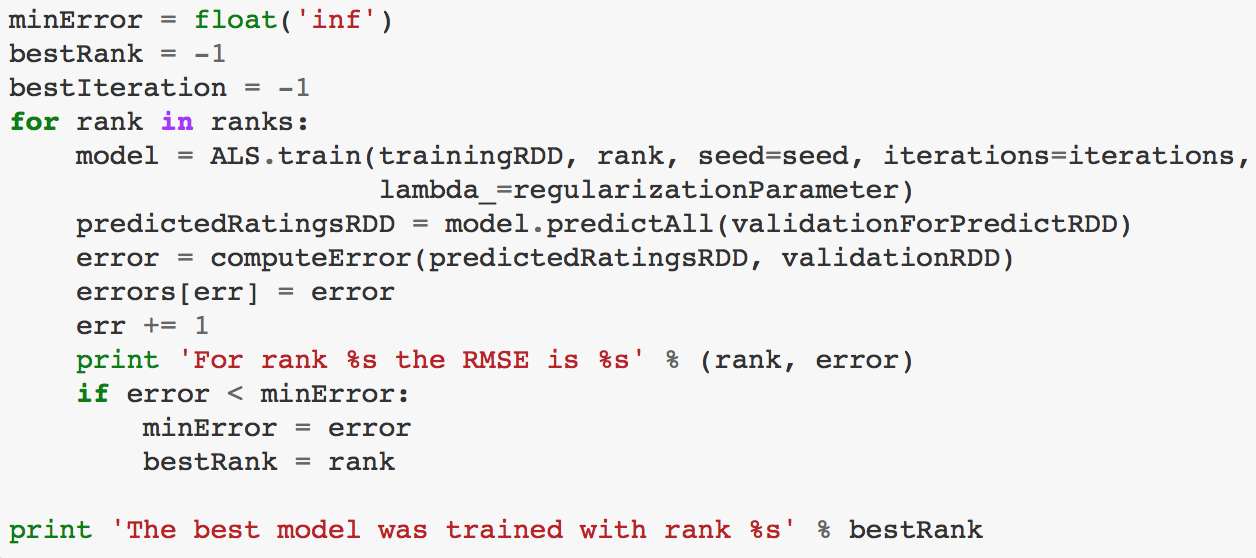 minError = float('inf')
bestRank = -1
bestIteration = -1
for rank in ranks:
    model = ALS.train(trainingRDD, rank, seed=seed, iterations=iterations,
                      lambda_=regularizationParameter)
    predictedRatingsRDD = model.predictAll(validationForPredictRDD)
    error = computeError(predictedRatingsRDD, validationRDD)
    errors[err] = error
    err += 1
    print 'For rank %s the RMSE is %s' % (rank, error)
    if error < minError:
        minError = error
        bestRank = rank

print 'The best model was trained with rank %s' % bestRank